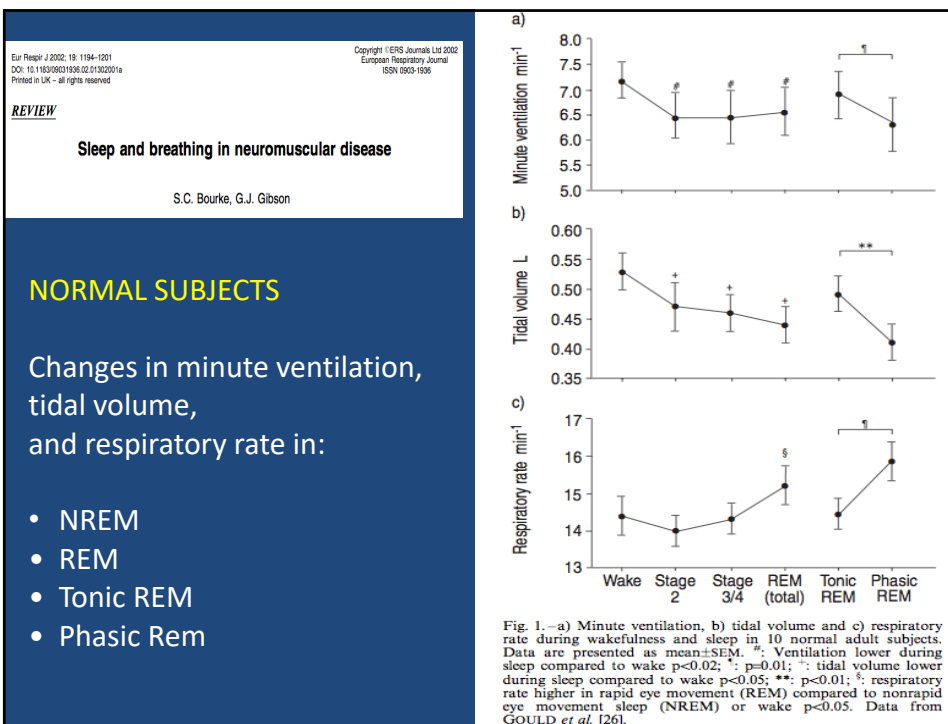 Eur Respir J 2002; 19: 1194–1201
DOI: 10.1183/09031936.02.01302001a
Printed in UK – all rights reserved
Copyright ©ERS Journals Ltd 2002
European Respiratory Journal
ISSN 0903-1936
REVIEW
Sleep and breathing in neuromuscular disease
S.C. Bourke, G.J. Gibson
NORMAL SUBJECTS
Changes in minute ventilation,
tidal volume,
and respiratory rate in:
• NREM
• REM
• Tonic REM
• Phasic Rem
a)
Minute ventilation min-1
8.0
7.5
7.0
6.5
6.0
5.5
5.0
# # # ¶
b)
Tidal volume L
0.60
0.55
0.50
0.45
0.40
0.35
+ + + **
c)
Respiratory rate min-1
17
16
15
14
13
§ ¶
Wake Stage 2 Stage 3/4 REM (total) Tonic REM Phasic REM
Fig. 1. – a) Minute ventilation, b) tidal volume and c) respiratory
rate during wakefulness and sleep in 10 normal adult subjects.
Data are presented as mean±SEM. #: Ventilation lower during
sleep compared to wake p<0.02; ¶: p=0.01; +: tidal volume lower
during sleep compared to wake p<0.05; **: p<0.01; §: respiratory
rate higher in rapid eye movement (REM) compared to nonrapid
eye movement sleep (NREM) or wake p<0.05. Data from
GOULD et al. [26].